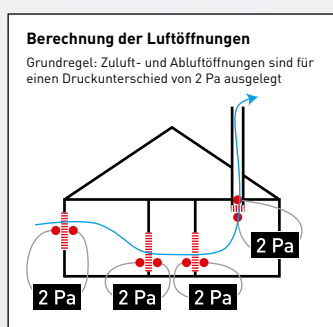 Berechnung der Luftöffnungen
Grundregel: Zuluft- und Abluftöffnungen sind für
einen Druckunterschied von 2 Pa ausgelegt
2 Pa
2 Pa
2 Pa
2 Pa